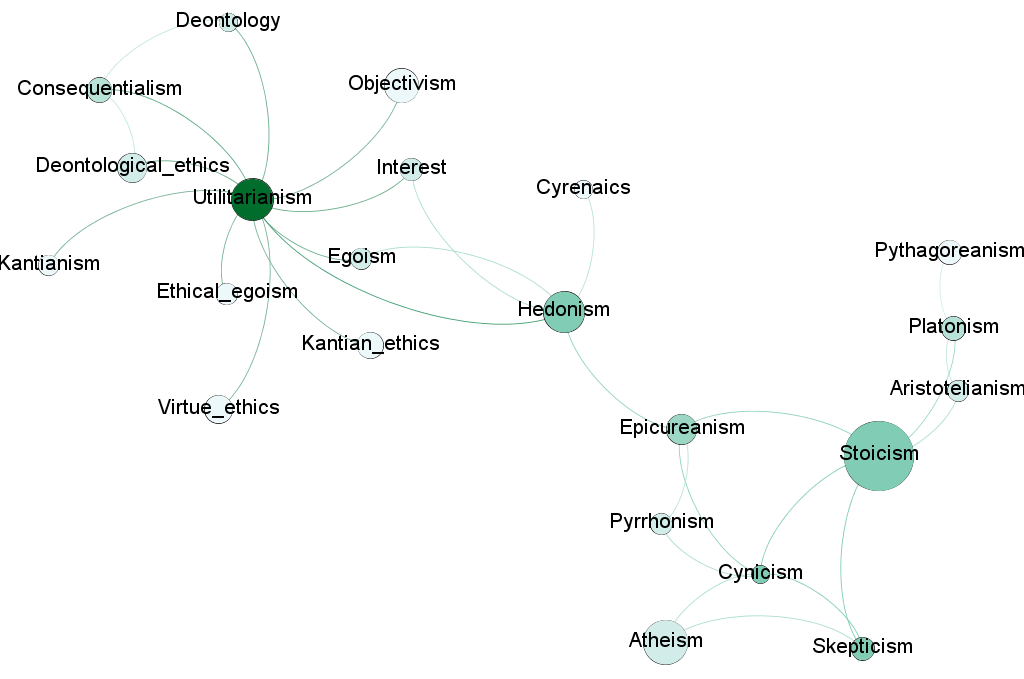 Deontology
Consequentialism
Objectivism
Deontological_ethics
Interest
Utilitarianism
Cyrenaics
Kantianism
Egoism
Pythagoreanism
Ethical_egoism
Hedonism
Platonism
Kantian_ethics
Aristotelianism
Virtue_ethics
Epicureanism
Stoicism
Pyrrhonism
Cynicism
Atheism
Skepticism